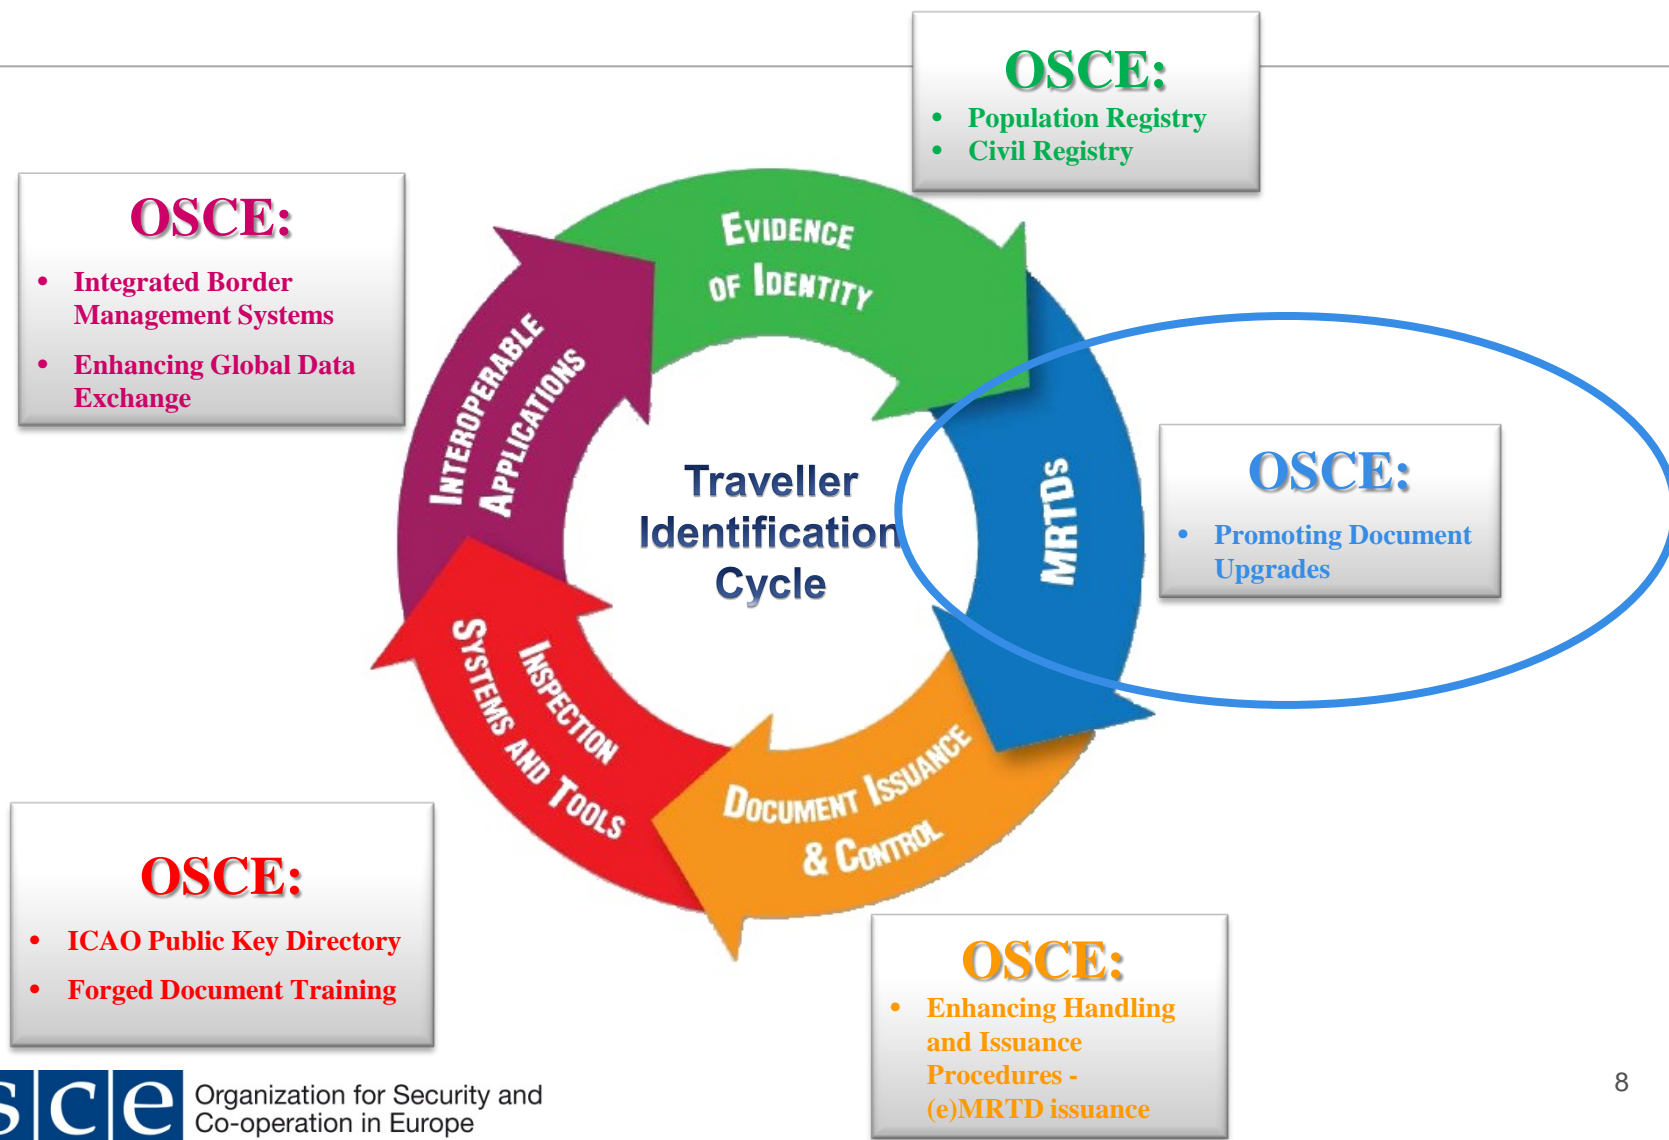 OSCE:
• Population Registry
• Civil Registry
OSCE:
• Integrated Border
Management Systems
• Enhancing Global Data
Exchange
EVIDENCE
OF IDENTITY
INTEROPERABLE
APPLICATIONS
MRTDs
Traveller
Identification
Cycle
OSCE:
• Promoting Document
Upgrades
INSPECTION
SYSTEMS AND TOOLS
DOCUMENT ISSUANCE
& CONTROL
OSCE:
• ICAO Public Key Directory
• Forged Document Training
OSCE:
• Enhancing Handling
and Issuance
Procedures -
(e)MRTD issuance
sce
Organization for Security and
Co-operation in Europe
8